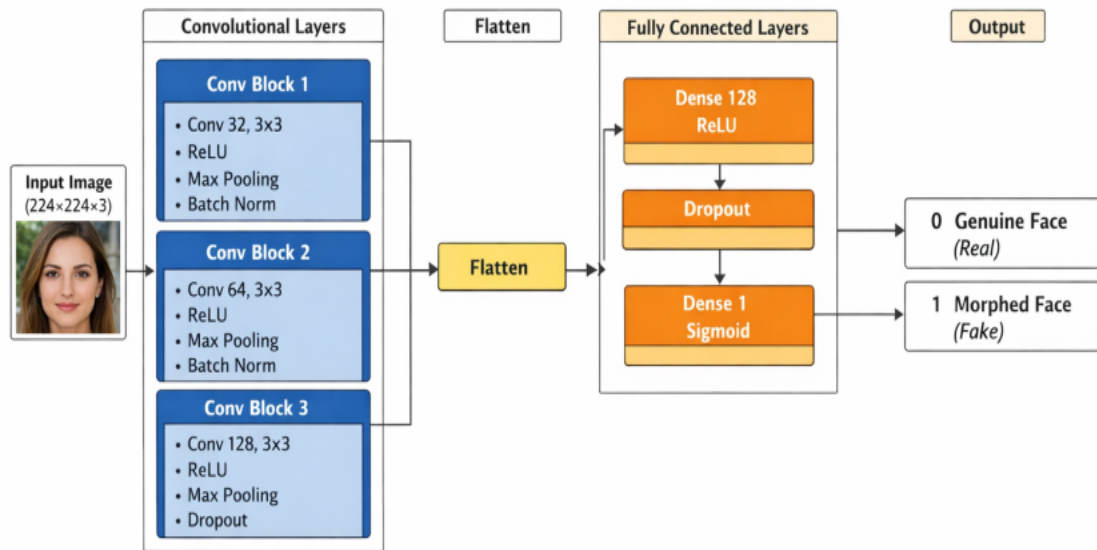 Convolutional Layers
Flatten
Fully Connected Layers
Output
Input Image
(224×224×3)
Conv Block 1
• Conv 32, 3x3
• ReLU
• Max Pooling
• Batch Norm
Conv Block 2
• Conv 64, 3x3
• ReLU
• Max Pooling
• Batch Norm
Conv Block 3
• Conv 128, 3x3
• ReLU
• Max Pooling
• Dropout
Flatten
Dense 128
ReLU
Dropout
Dense 1
Sigmoid
0 Genuine Face
(Real)
1 Morphed Face
(Fake)